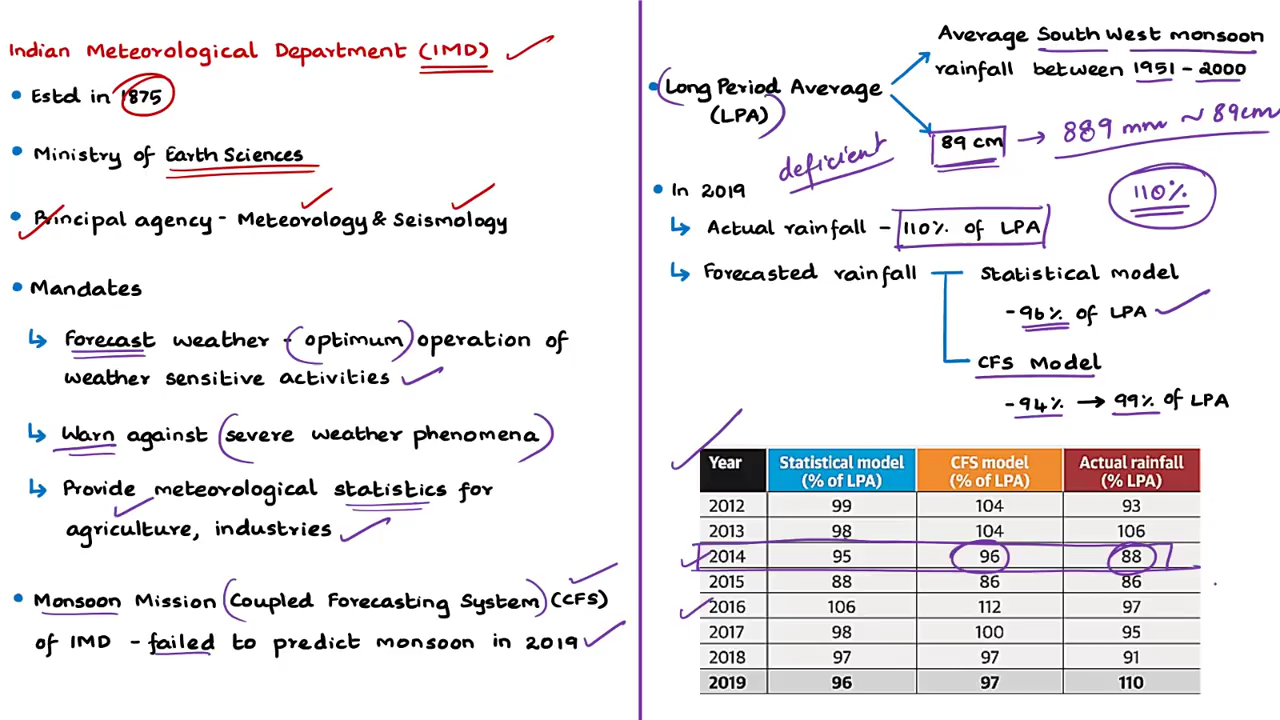 Indian Meteorological Department (IMD)
• Estd in 1875
• Ministry of Earth Sciences
• Principal agency - Meteorology & Seismology
• Mandates
↳ Forecast weather - (optimum) operation of
weather sensitive activities
↳ Warn against (severe weather phenomena)
↳ Provide meteorological statistics for
agriculture, industries
• Monsoon Mission (Coupled Forecasting System) (CFS)
of IMD - failed to predict monsoon in 2019
• (Long Period Average
(LPA))
Average South West monsoon
rainfall between 1951 - 2000
89 cm → 889 mm ~ 89cm
deficient
110%
• In 2019
↳ Actual rainfall - 110% of LPA
↳ Forecasted rainfall
Statistical model
- 96% of LPA
CFS Model
- 94% → 99% of LPA
Year Statistical model (% of LPA) CFS model (% of LPA) Actual rainfall (% LPA)
2012 99 104 93
2013 98 104 106
2014 95 96 88
2015 88 86 86
2016 106 112 97
2017 98 100 95
2018 97 97 91
2019 96 97 110